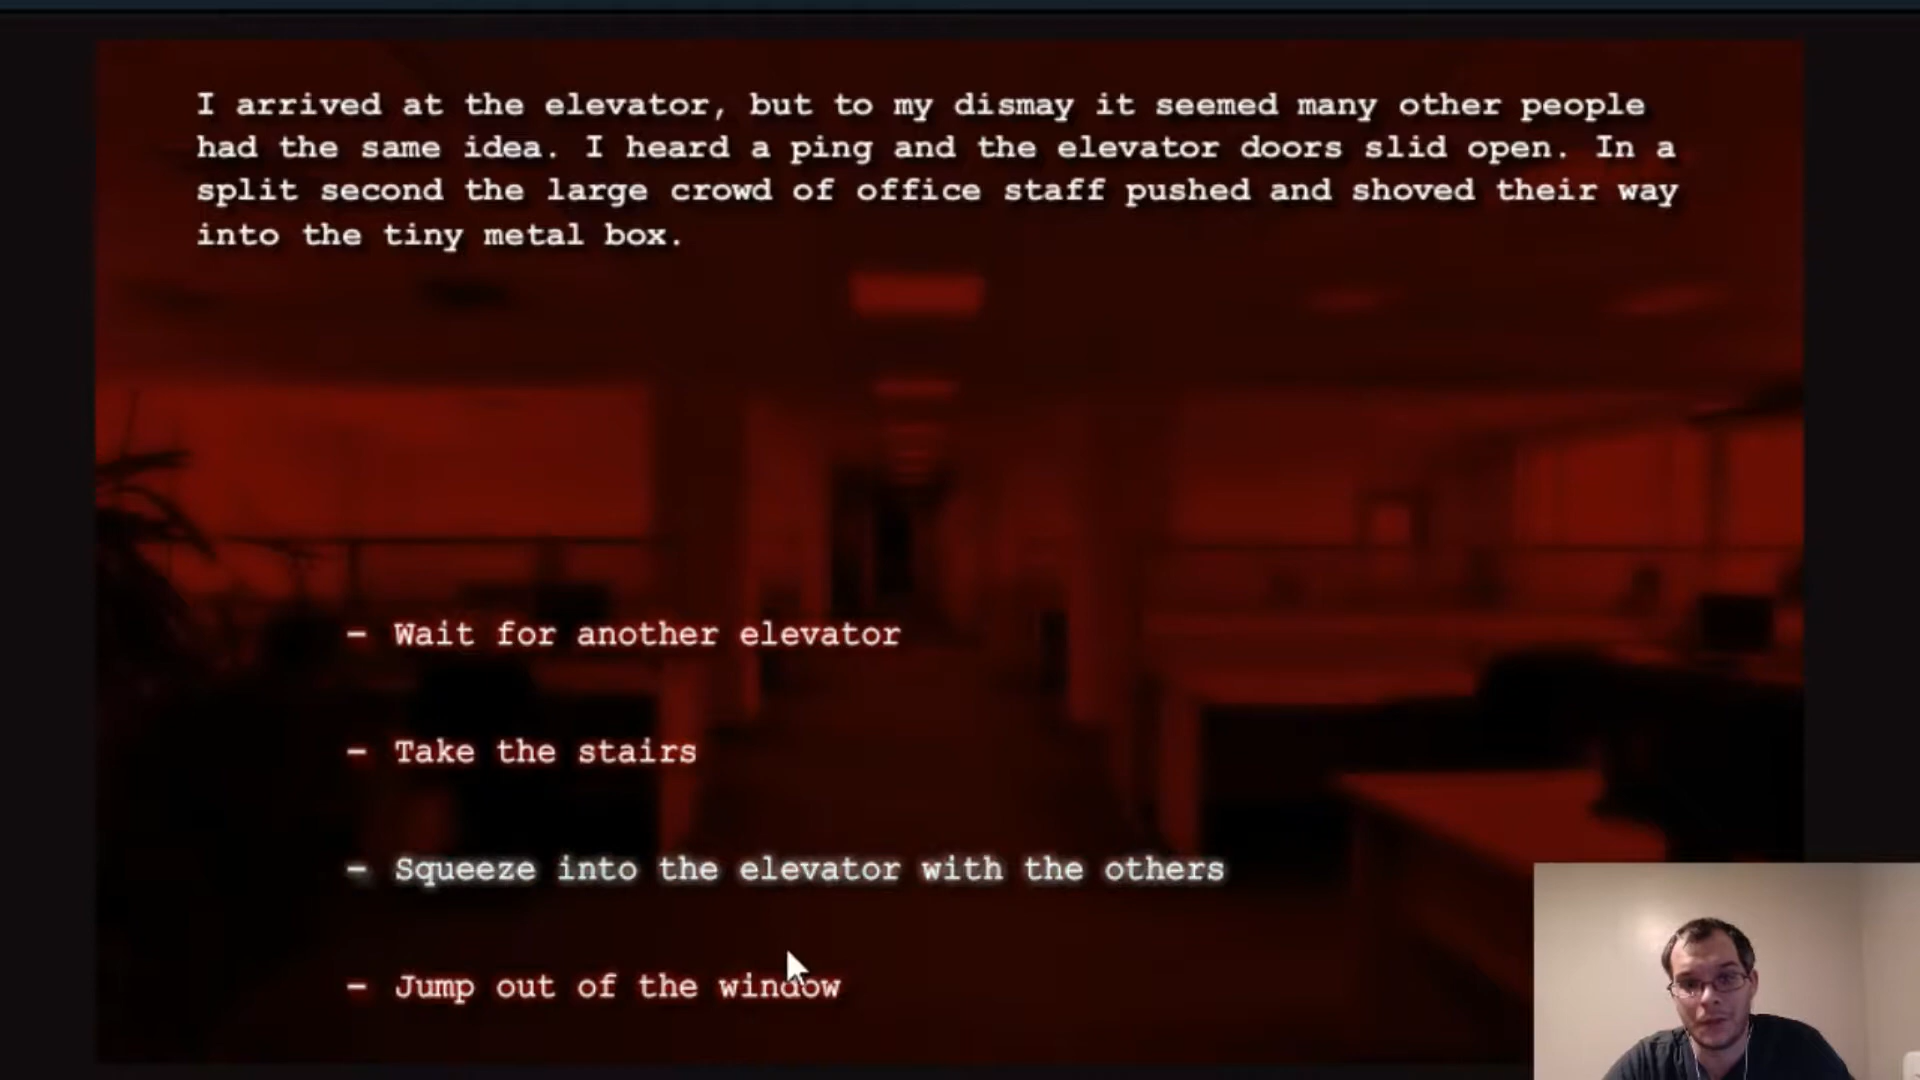 I arrived at the elevator, but to my dismay it seemed many other people
had the same idea. I heard a ping and the elevator doors slid open. In a
split second the large crowd of office staff pushed and shoved their way
into the tiny metal box.
- Wait for another elevator
- Take the stairs
- Squeeze into the elevator with the others
- Jump out of the window